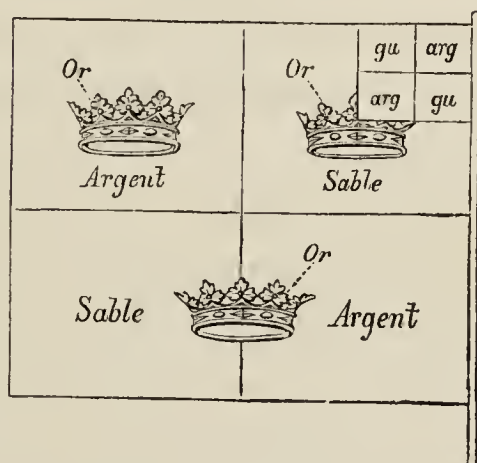 gu arg
Or Or
arg gu
Argent Sable
Or
Sable Argent